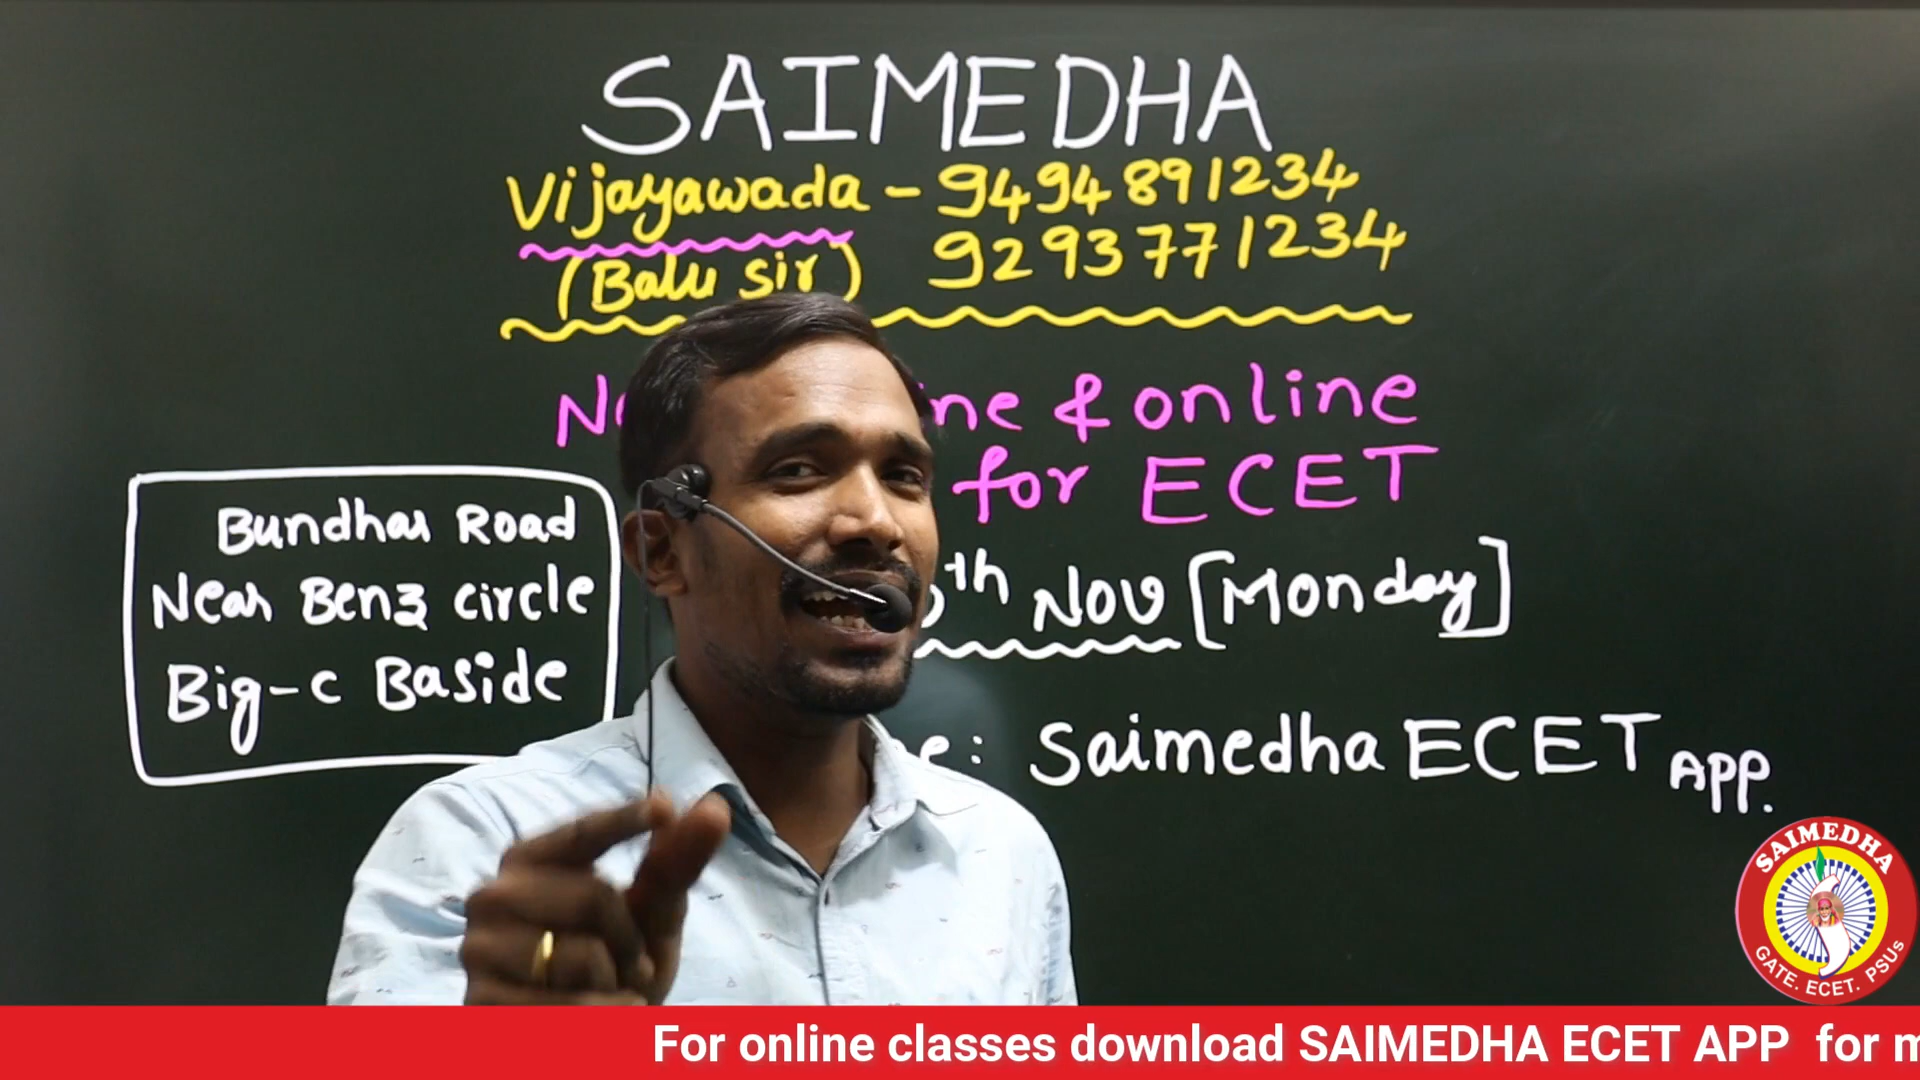 SAIMEDHA
Vijayawada - 9494891234
(Balu sir) 9293771234
& online
for ECET
th Nov [Monday]
Bundhar Road
Near Benz circle
Big-C Baside
: Saimedha ECET APP.
SAIMEDHA
GATE. ECET. PSUs
For online classes download SAIMEDHA ECET APP for